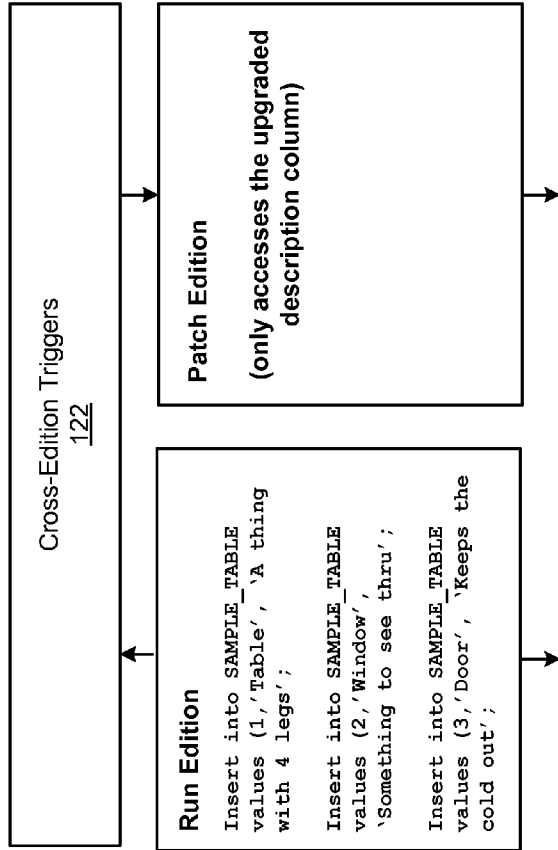 Cross-Edition Triggers
122
Run Edition
Insert into SAMPLE_TABLE
values (1,'Table', 'A thing
with 4 legs';
Insert into SAMPLE_TABLE
values (2,'Window',
'Something to see thru';
Insert into SAMPLE_TABLE
values (3,'Door', 'Keeps the
cold out';
Patch Edition
(only accesses the upgraded
description column)